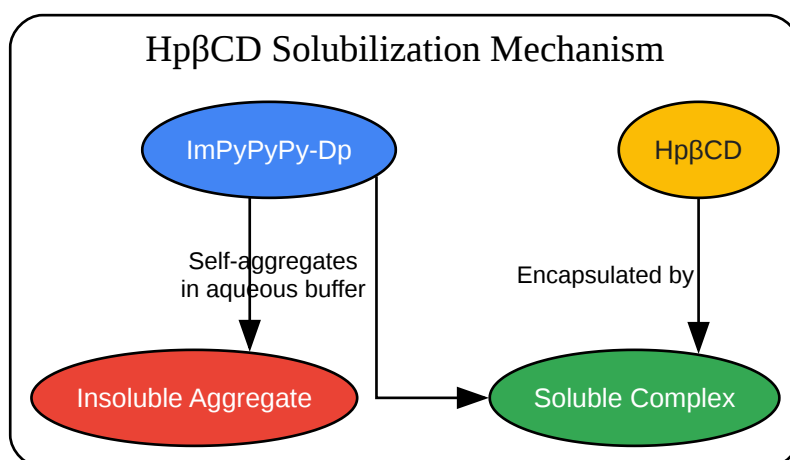 HpβCD Solubilization Mechanism
ImPyPyPy-Dp
HpβCD
Self-aggregates
in aqueous buffer
Encapsulated by
Insoluble Aggregate
Soluble Complex